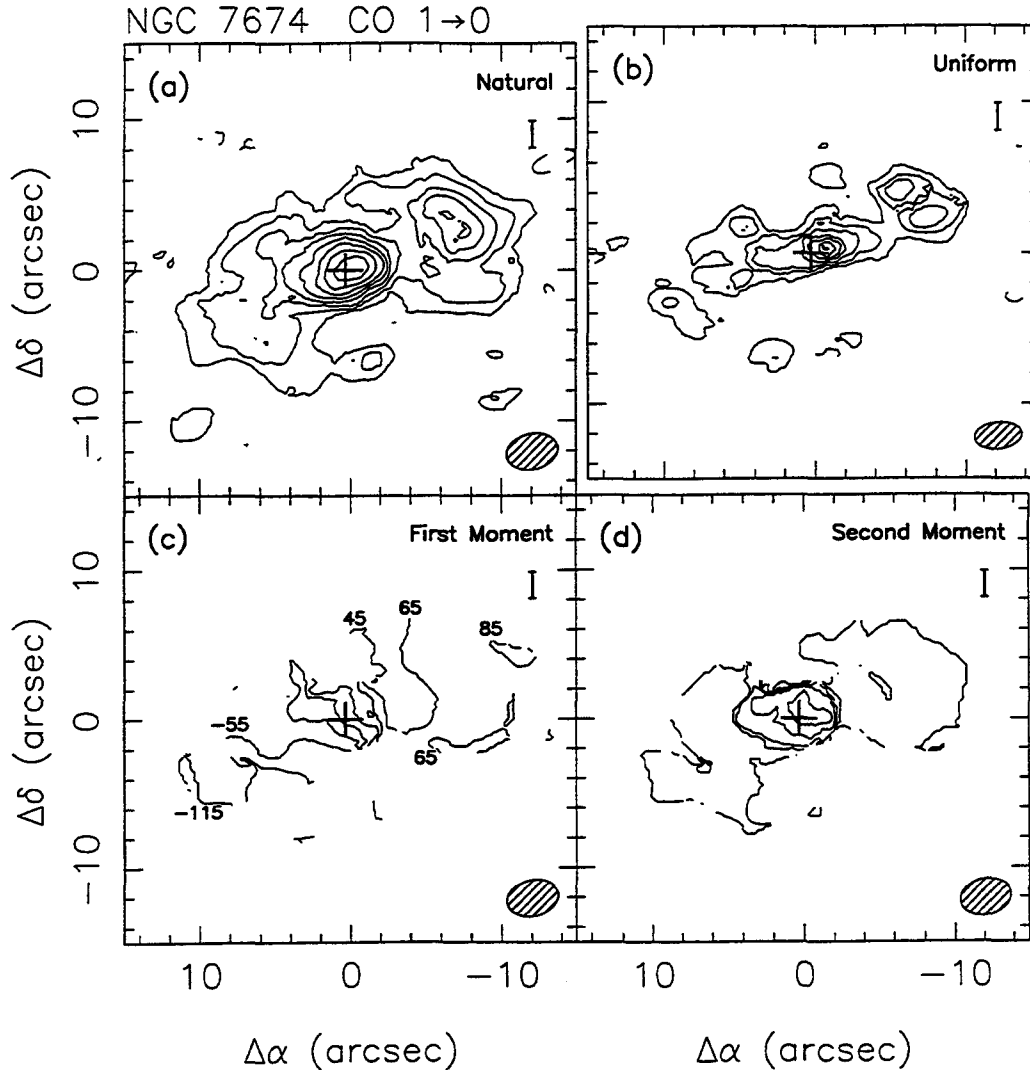 NGC 7674 CO 1→0
(a) Natural
(b) Uniform
10
0
−10
Δδ (arcsec)
(c) First Moment
(d) Second Moment
45
65
85
−55
65
−115
10
0
−10
Δδ (arcsec)
10 0 −10
10 0 −10
Δα (arcsec)
Δα (arcsec)